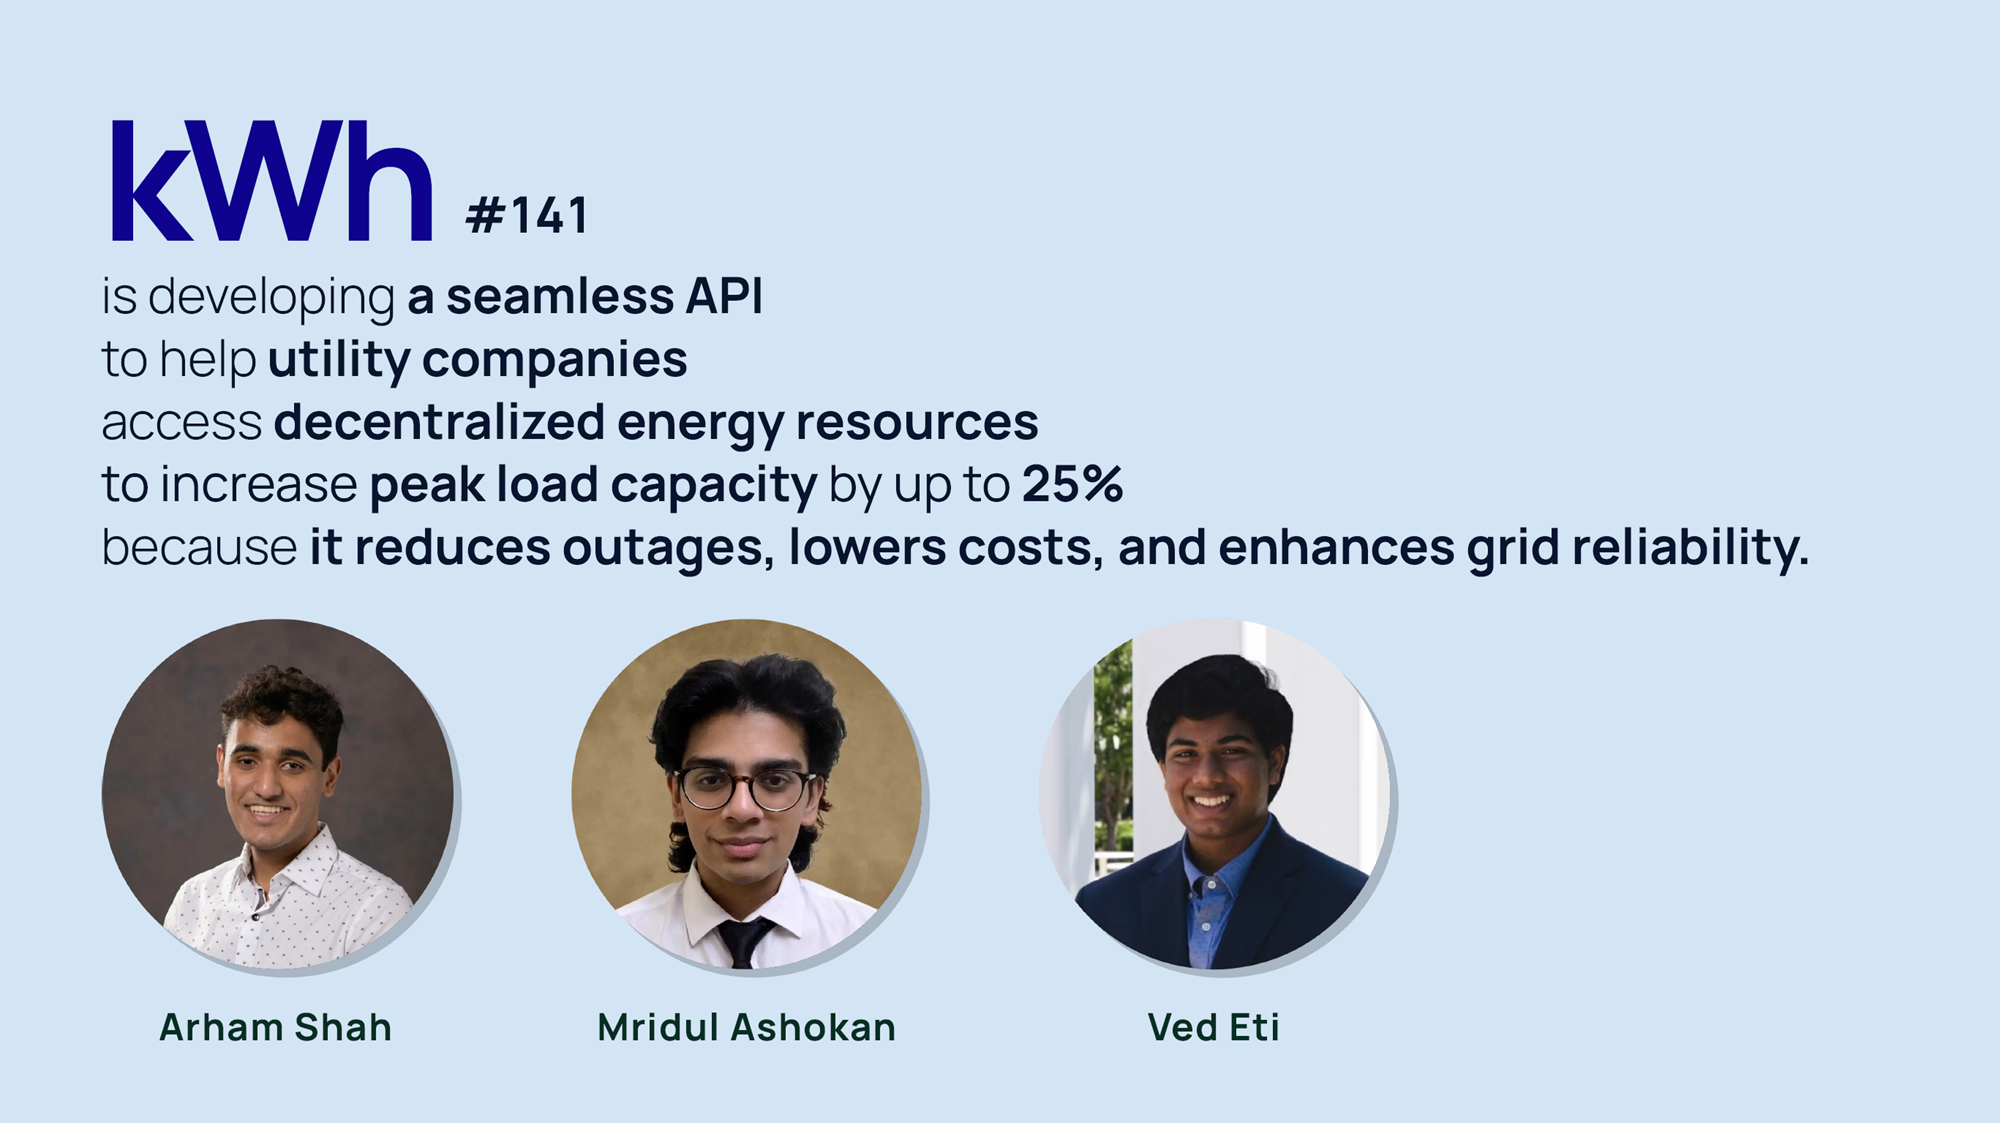 kWh #141
is developing a seamless API
to help utility companies
access decentralized energy resources
to increase peak load capacity by up to 25%
because it reduces outages, lowers costs, and enhances grid reliability.
Arham Shah
Mridul Ashokan
Ved Eti